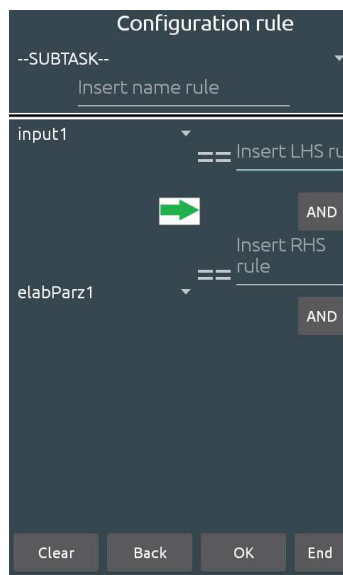 Configuration rule
--SUBTASK--
Insert name rule
input1
== Insert LHS ru
AND
Insert RHS
== rule
elabParz1
AND
Clear Back OK End